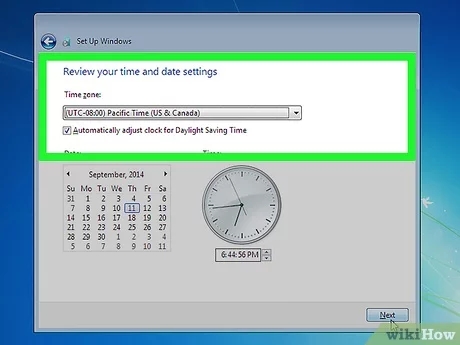 Set Up Windows
Review your time and date settings
Time zone:
(UTC-08:00) Pacific Time (US & Canada)
Automatically adjust clock for Daylight Saving Time
Date: Time:
September, 2014
Su Mo Tu We Th Fr Sa
31 1 2 3 4 5 6
7 8 9 10 11 12 13
14 15 16 17 18 19 20
21 22 23 24 25 26 27
28 29 30 1 2 3 4
5 6 7 8 9 10 11
6:44:56 PM
Next
wikiHow